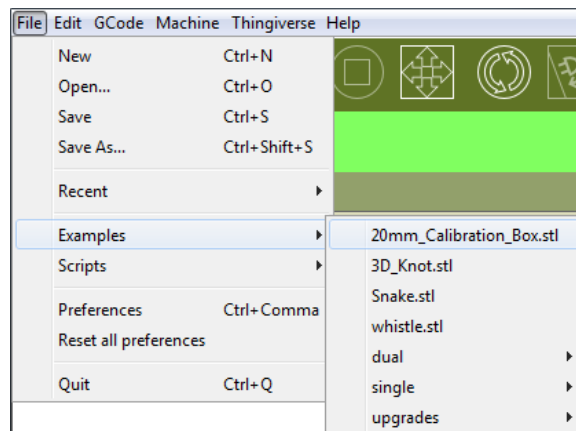 File Edit GCode Machine Thingiverse Help
New Ctrl+N
Open... Ctrl+O
Save Ctrl+S
Save As... Ctrl+Shift+S
Recent
Examples
Scripts
Preferences Ctrl+Comma
Reset all preferences
Quit Ctrl+Q
20mm_Calibration_Box.stl
3D_Knot.stl
Snake.stl
whistle.stl
dual
single
upgrades